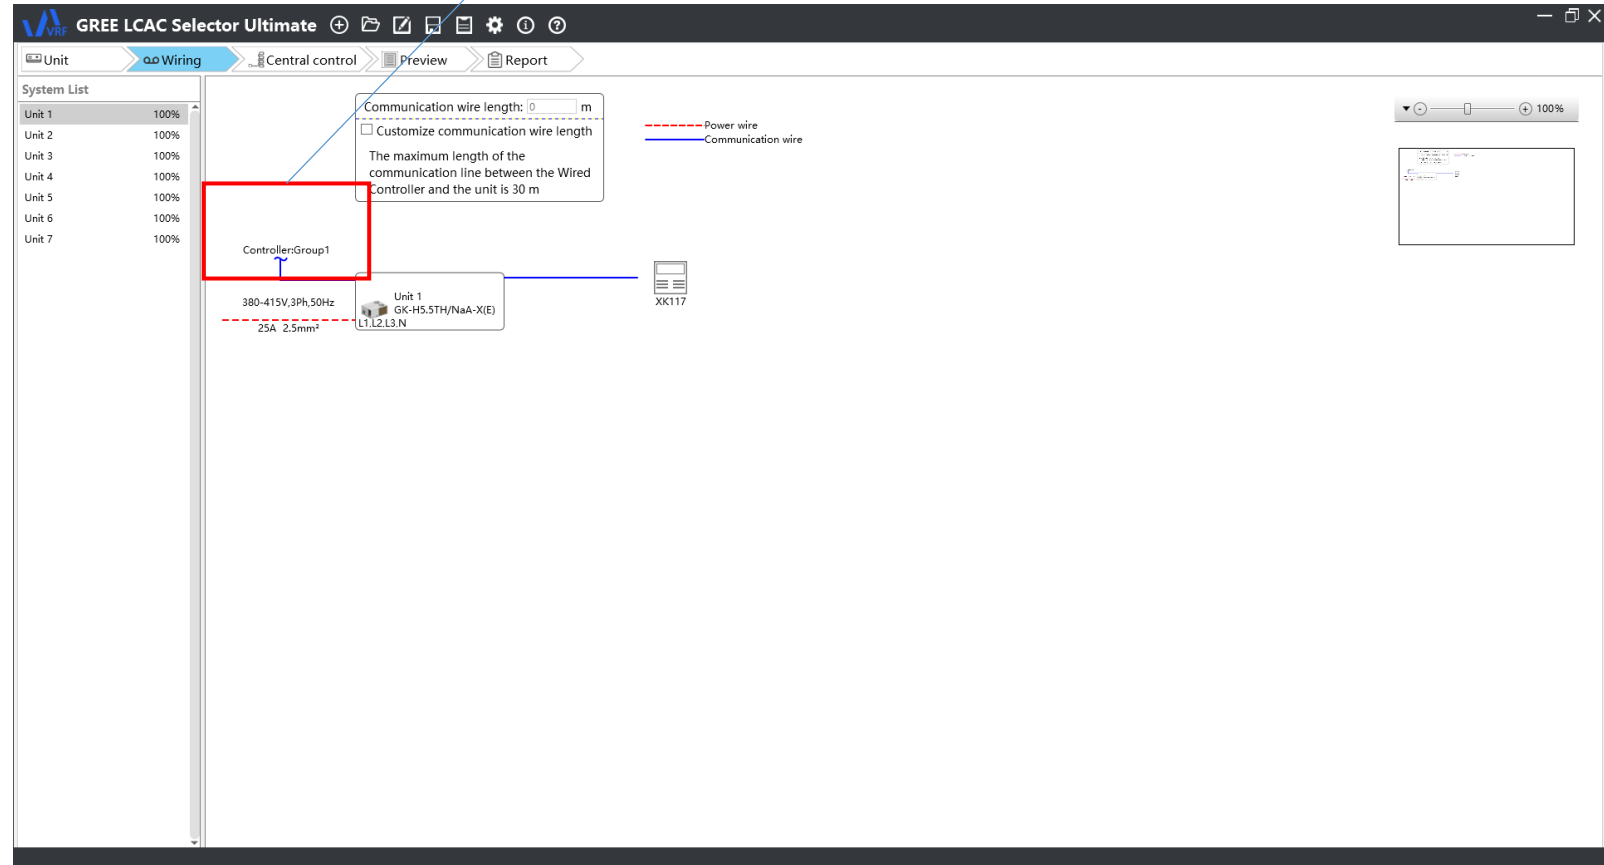 VRF GREE LCAC Selector Ultimate
Unit
Wiring
Central control
Preview
Report
System List
Unit 1 100%
Unit 2 100%
Unit 3 100%
Unit 4 100%
Unit 5 100%
Unit 6 100%
Unit 7 100%
Communication wire length: 0 m
Customize communication wire length
The maximum length of the
communication line between the Wired
Controller and the unit is 30 m
Power wire
Communication wire
100%
Controller:Group1
380-415V,3Ph,50Hz
25A 2.5mm²
Unit 1
GK-H5.5TH/NaA-X(E)
L1,L2,L3,N
XK117